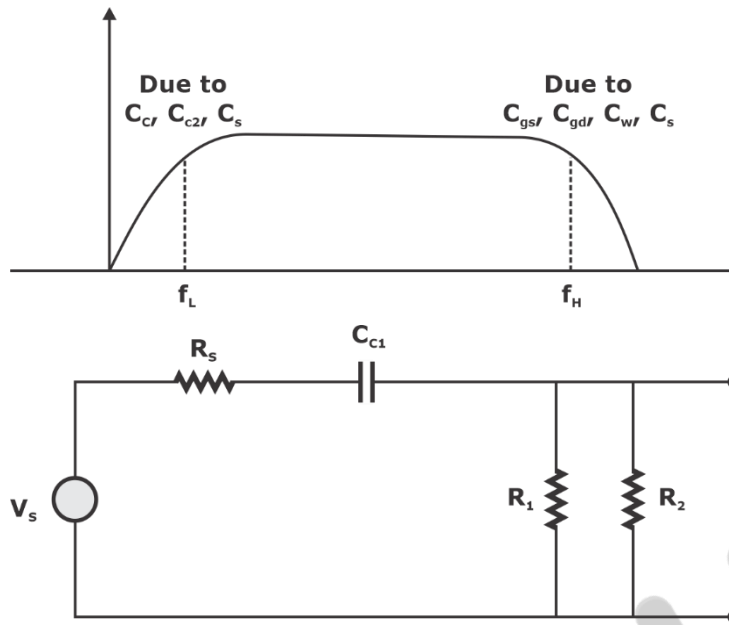 Due to
C_C, C_c2, C_s
Due to
C_gs, C_gd, C_w, C_s
f_L
f_H
R_s
C_C1
V_s
R_1
R_2